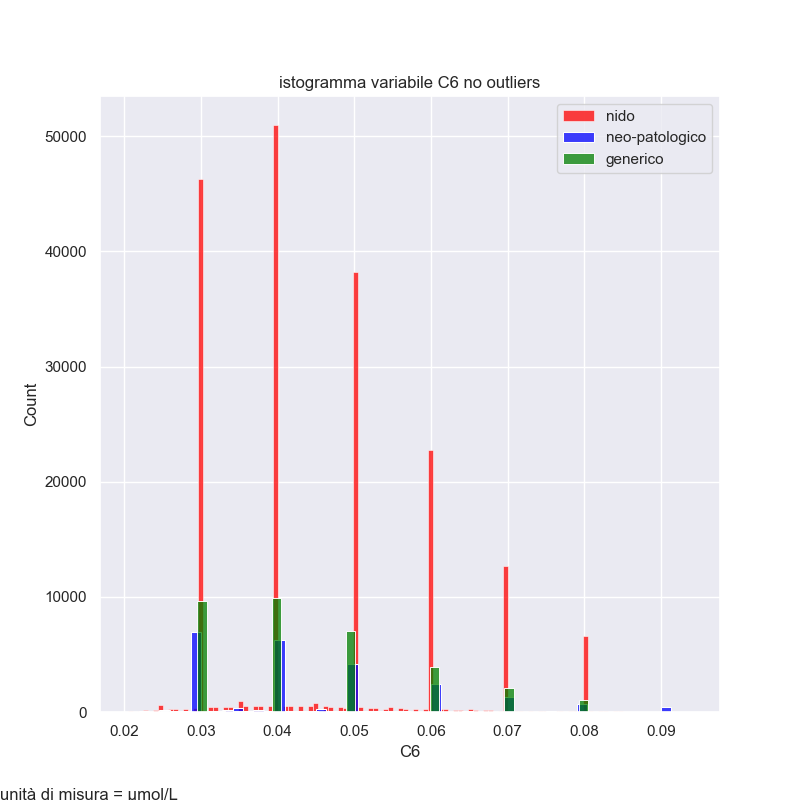 istogramma variabile C6 no outliers
nido
neo-patologico
generico
50000
40000
30000
20000
10000
0
Count
0.02 0.03 0.04 0.05 0.06 0.07 0.08 0.09
C6
unità di misura = μmol/L